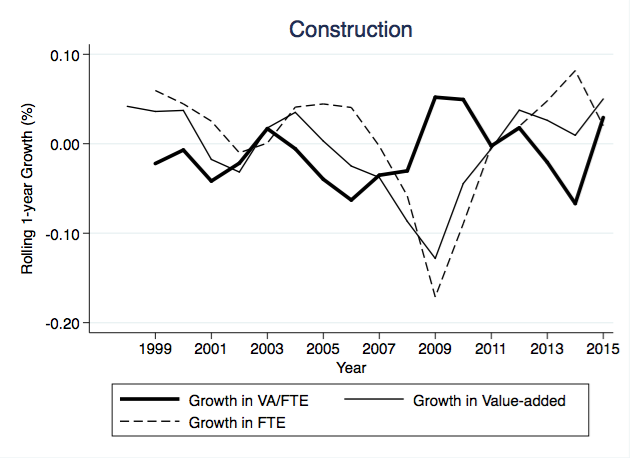 Construction
Rolling 1-year Growth (%)
0.10
0.00
-0.10
-0.20
1999 2001 2003 2005 2007 2009 2011 2013 2015
Year
Growth in VA/FTE Growth in Value-added
Growth in FTE